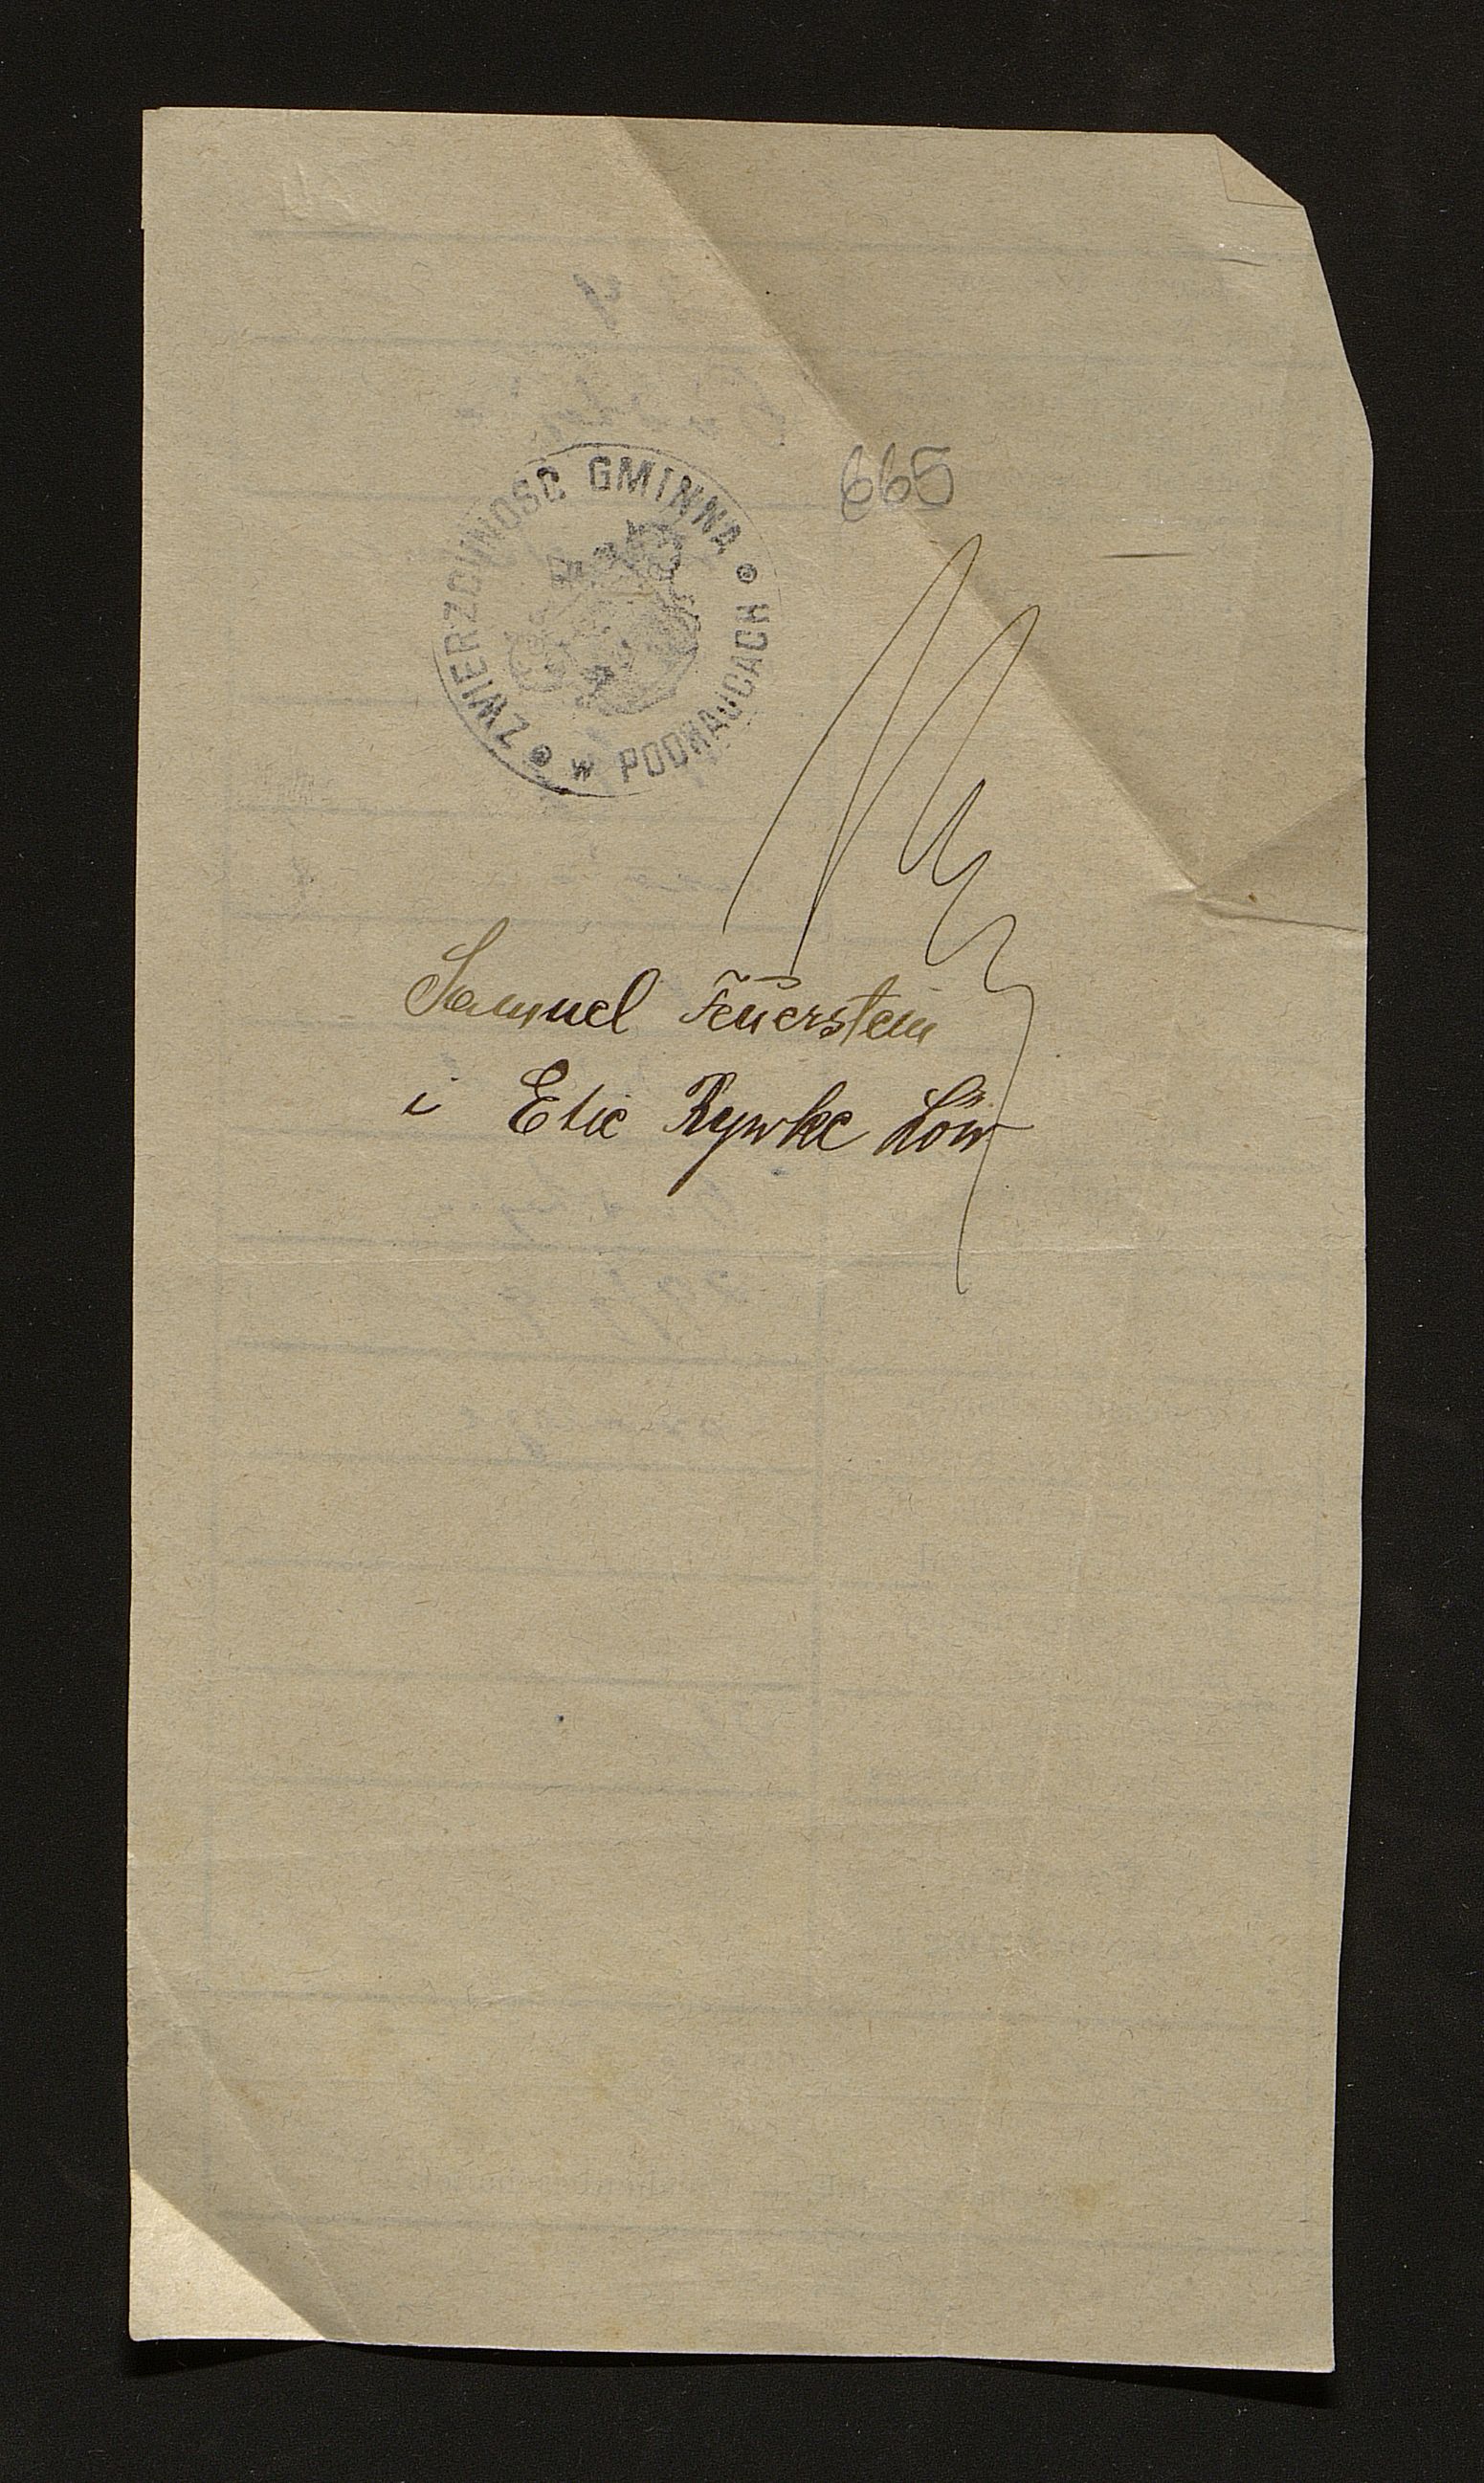 ZWIERZCHNOŚĆ GMINNA
W PODHAJCACH
665
Samuel Feuerstein
i Etie Rywke Löw